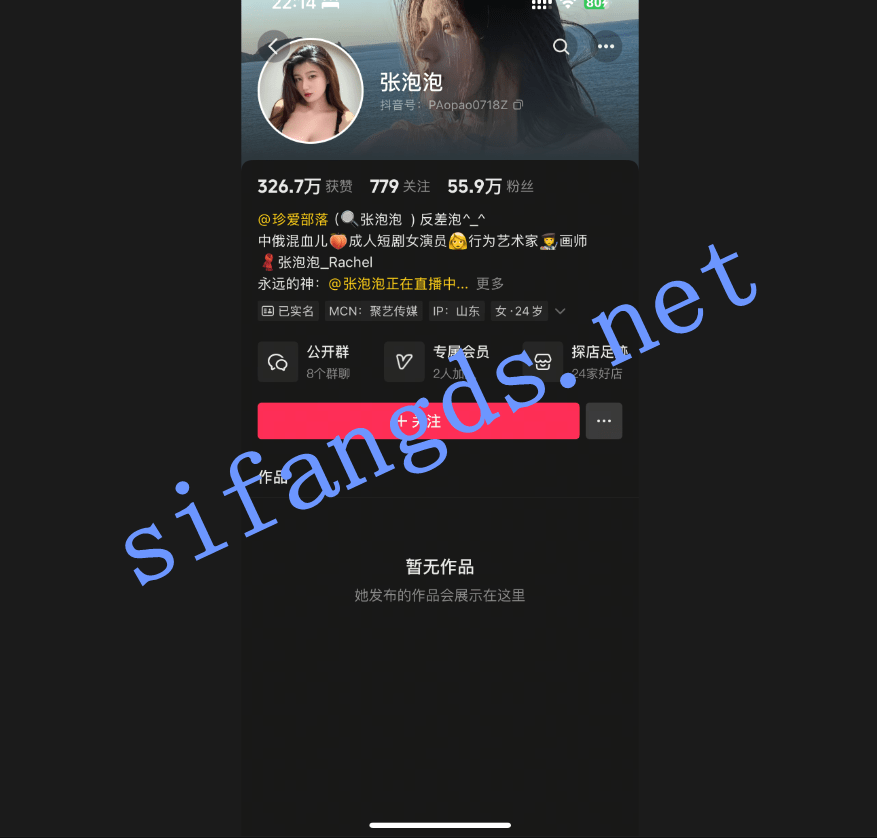 22:14
80
张泡泡
抖音号：PAopao0718Z
326.7万 获赞 779 关注 55.9万 粉丝
@珍爱部落（🔍张泡泡 ）反差泡^_^
中俄混血儿🍑成人短剧女演员👩行为艺术家👩‍🎨画师
🧣张泡泡_Rachel
永远的神：@张泡泡正在直播中... 更多
已实名 MCN：聚艺传媒 IP：山东 女·24岁
公开群 专属会员 探店足迹
8个群聊 2人加入 24家好店
+ 关注
作品
sifangds.net
暂无作品
她发布的作品会展示在这里